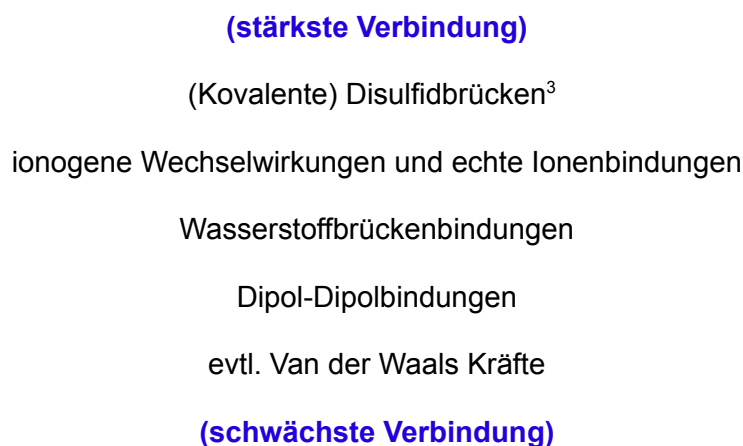 (stärkste Verbindung)
(Kovalente) Disulfidbrücken³
ionogene Wechselwirkungen und echte Ionenbindungen
Wasserstoffbrückenbindungen
Dipol-Dipolbindungen
evtl. Van der Waals Kräfte
(schwächste Verbindung)